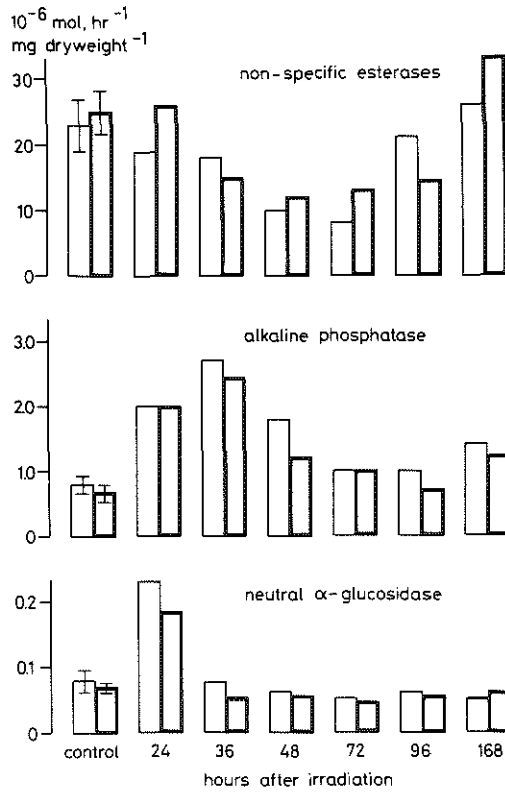 10⁻⁶ mol, hr⁻¹
mg dryweight⁻¹
non-specific esterases
30
20
10
0
alkaline phosphatase
3.0
2.0
1.0
0
neutral α-glucosidase
0.2
0.1
0
control 24 36 48 72 96 168
hours after irradiation